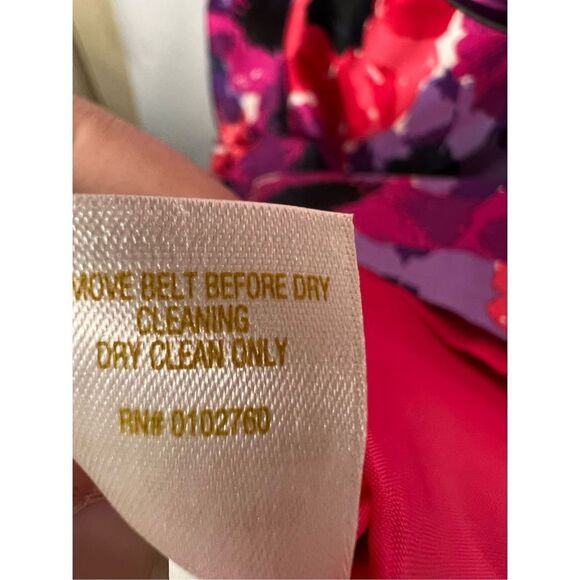 MOVE BELT BEFORE DRY
CLEANING
DRY CLEAN ONLY
RN# 0102760